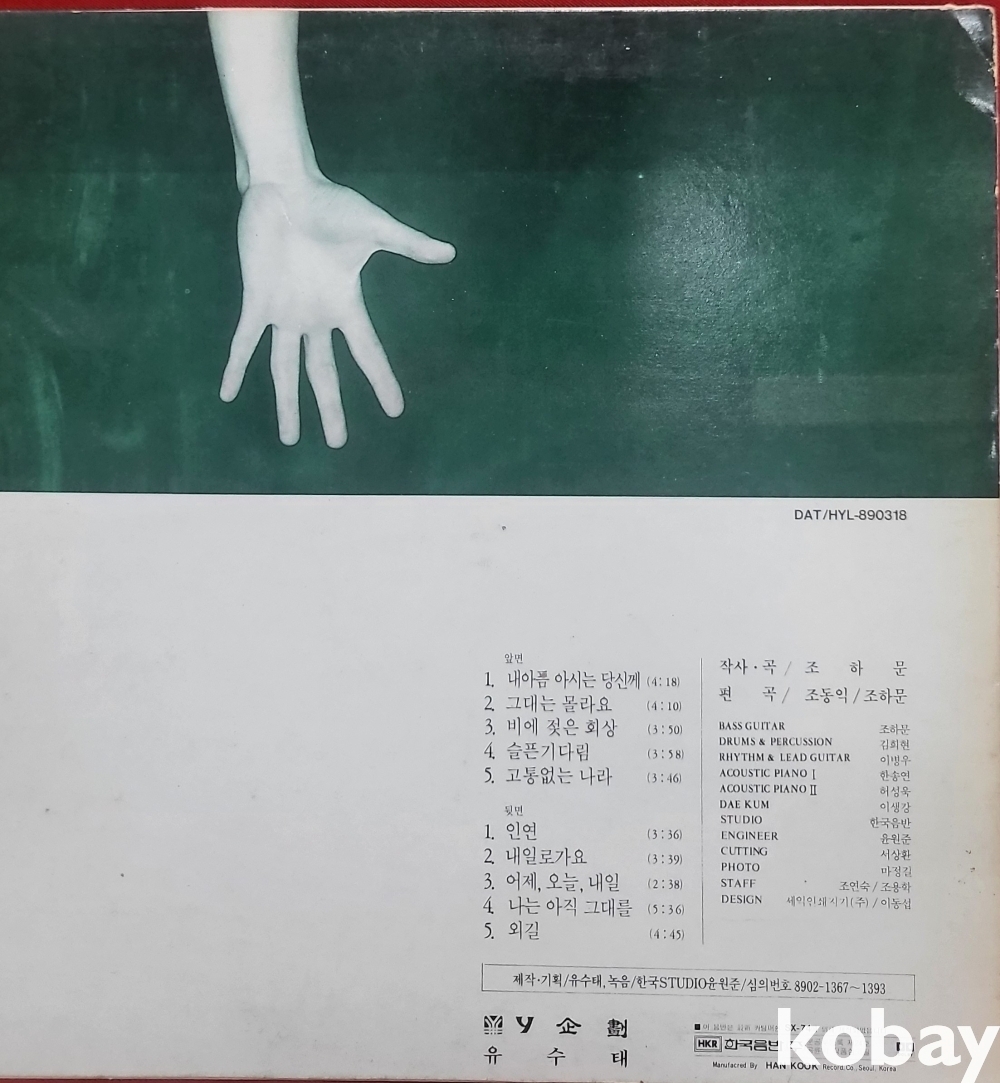 DAT/HYL-890318
앞면
1. 내아픔 아시는 당신께 (4:18)
2. 그대는 몰라요 (4:10)
3. 비에 젖은 회상 (3:50)
4. 슬픈기다림 (3:58)
5. 고통없는 나라 (3:46)
뒷면
1. 인연 (3:36)
2. 내일로가요 (3:39)
3. 어제, 오늘, 내일 (2:38)
4. 나는 아직 그대를 (5:36)
5. 외길 (4:45)
작사·곡 / 조 하 문
편 곡 / 조동익 / 조하문
BASS GUITAR 조하문
DRUMS & PERCUSSION 김희현
RHYTHM & LEAD GUITAR 이병우
ACOUSTIC PIANO I 한송연
ACOUSTIC PIANO II 허성욱
DAE KUM 이생강
STUDIO 한국음반
ENGINEER 윤원준
CUTTING 서상환
PHOTO 마정길
STAFF 조연숙 / 조용학
DESIGN (주) / 이동섭
제작·기획/유수태, 녹음/한국STUDIO윤원준/심의번호 8902-1367~1393
y 企 劃
유 수 태
HKR 한국음반
Manufacred By HAN KOOK Record. Co., Seoul, Korea
kobay